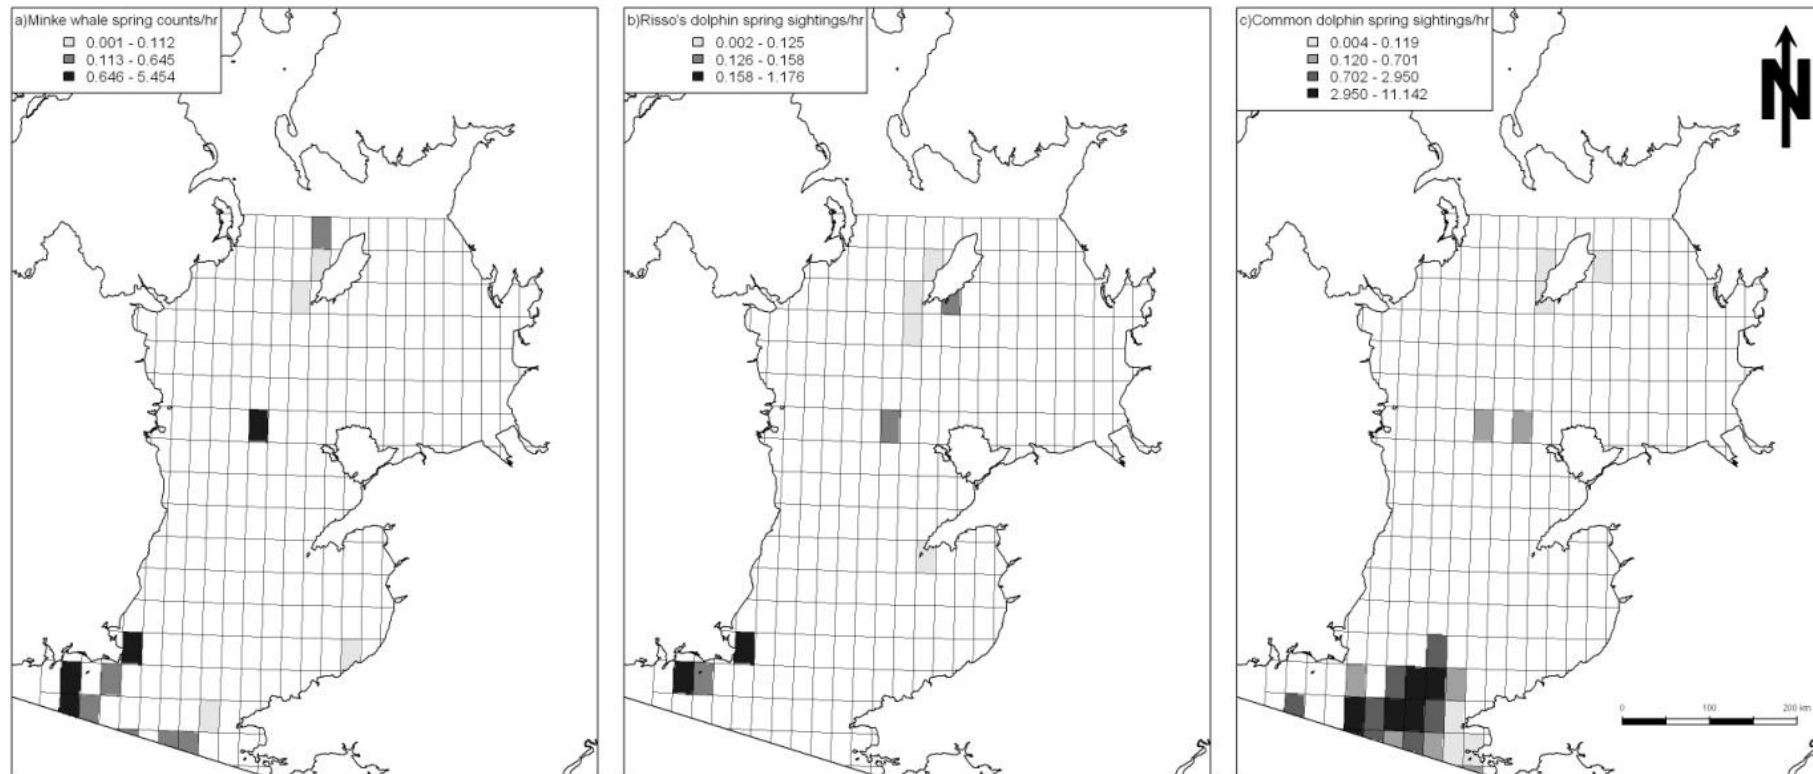 a)Minke whale spring counts/hr
0.001 - 0.112
0.113 - 0.645
0.646 - 5.454
b)Risso's dolphin spring sightings/hr
0.002 - 0.125
0.126 - 0.158
0.158 - 1.176
c)Common dolphin spring sightings/hr
0.004 - 0.119
0.120 - 0.701
0.702 - 2.950
2.950 - 11.142
N
0 100 200 km